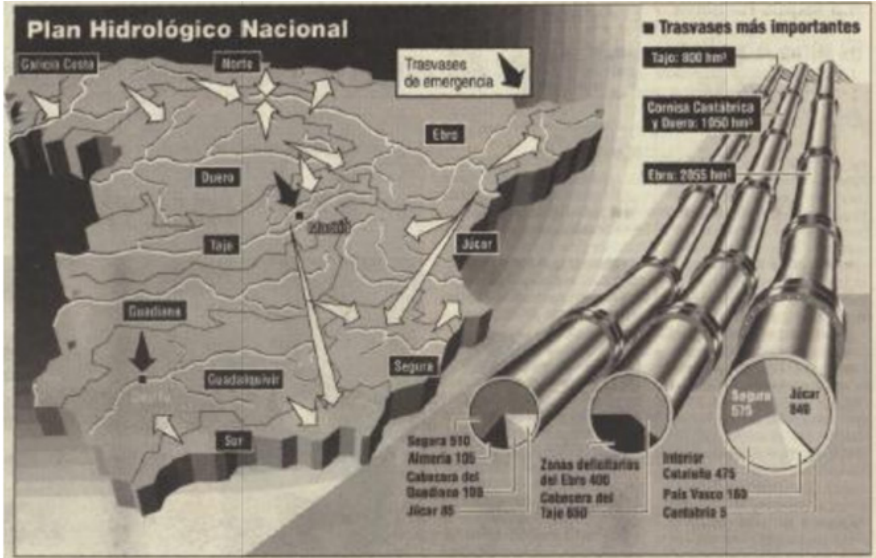 Plan Hidrológico Nacional
Trasvases más importantes
Galicia Costa
Norte
Trasvases
de emergencia
Tajo: 800 hm³
Cornisa Cantábrica
y Duero: 1050 hm³
Ebro
Duero
Ebro: 2055 hm³
Madrid
Tajo
Júcar
Guadiana
Guadalquivir
Segura
Sur
Segura 510
Almería 105
Cabecera del
Guadiana 100
Júcar 85
Zonas deficitarias
del Ebro 400
Cabecera del
Tajo 650
Segura
575
Júcar
840
Interior
Cataluña 475
País Vasco 160
Cantabria 5